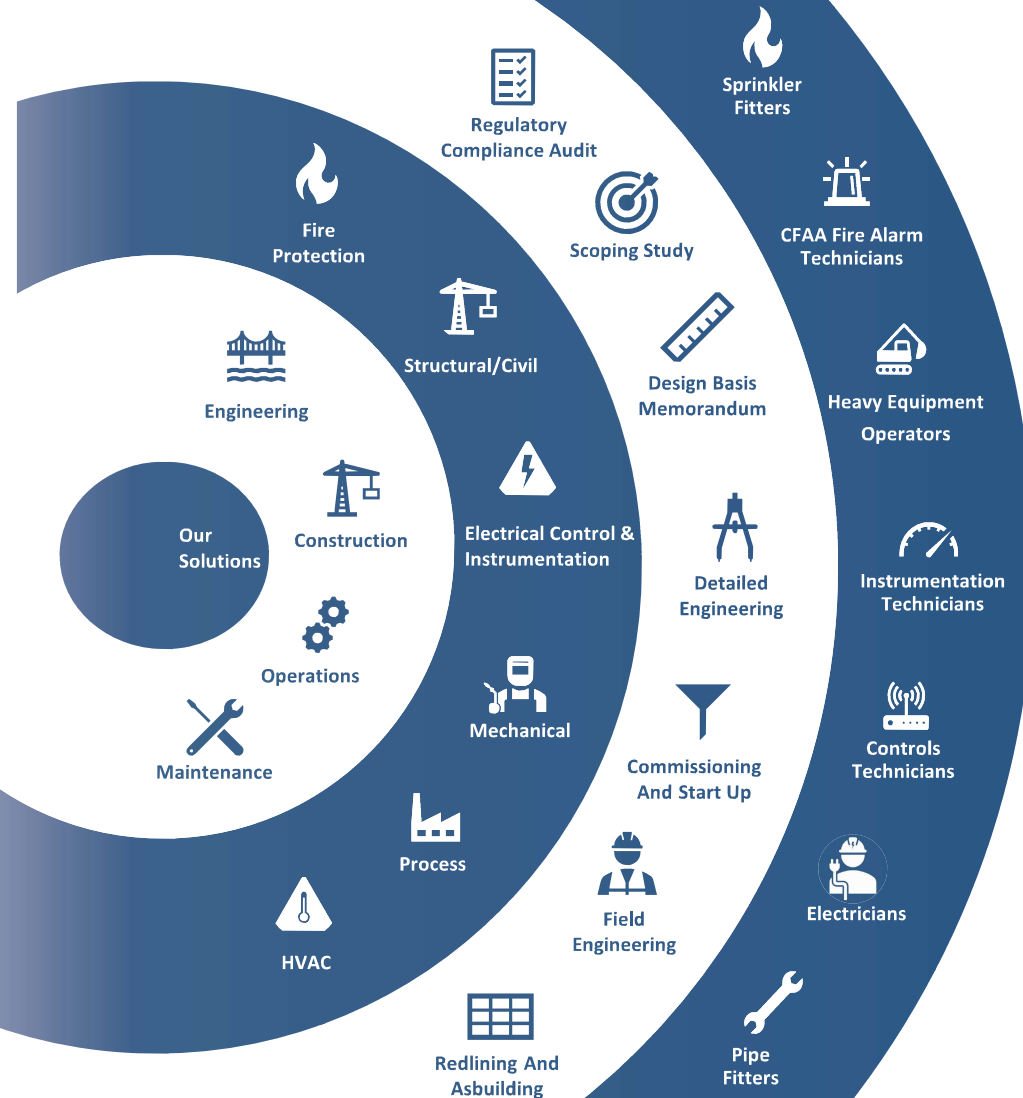 Our
Solutions
Engineering
Construction
Operations
Maintenance
Fire
Protection
Structural/Civil
Electrical Control &
Instrumentation
Mechanical
Process
HVAC
Regulatory
Compliance Audit
Scoping Study
Design Basis
Memorandum
Detailed
Engineering
Commissioning
And Start Up
Field
Engineering
Redlining And
Asbuilding
Sprinkler
Fitters
CFAA Fire Alarm
Technicians
Heavy Equipment
Operators
Instrumentation
Technicians
Controls
Technicians
Electricians
Pipe
Fitters